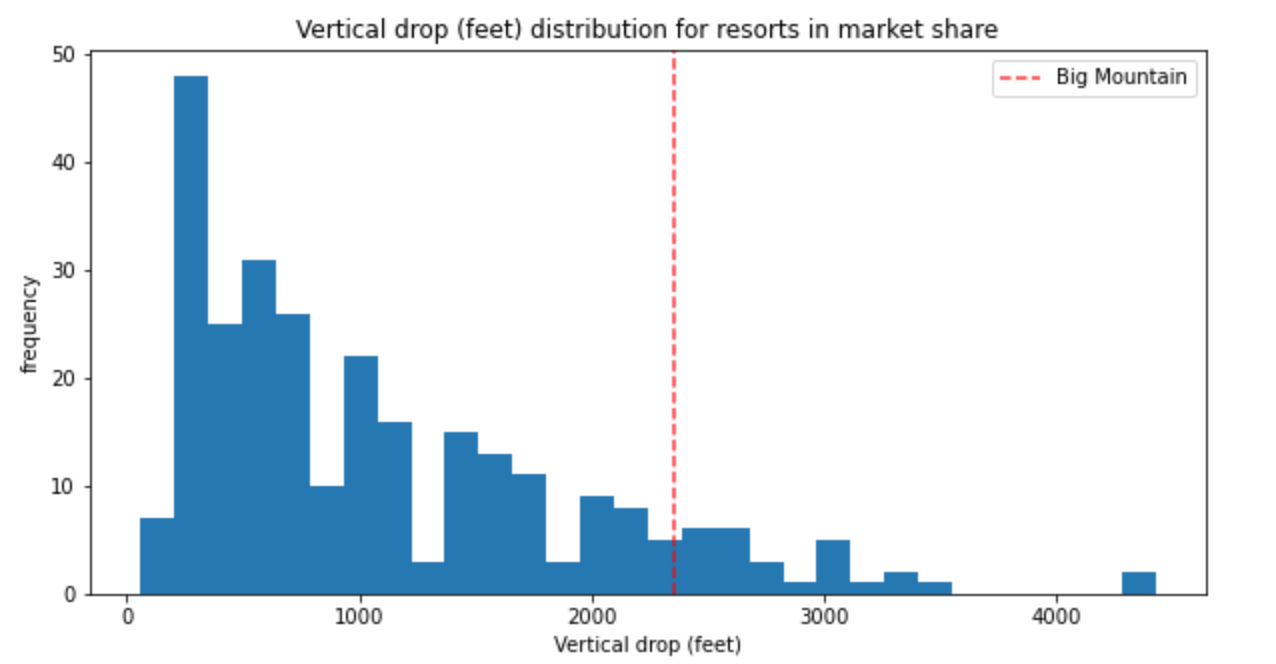 Vertical drop (feet) distribution for resorts in market share
Big Mountain
frequency
50
40
30
20
10
0
0 1000 2000 3000 4000
Vertical drop (feet)